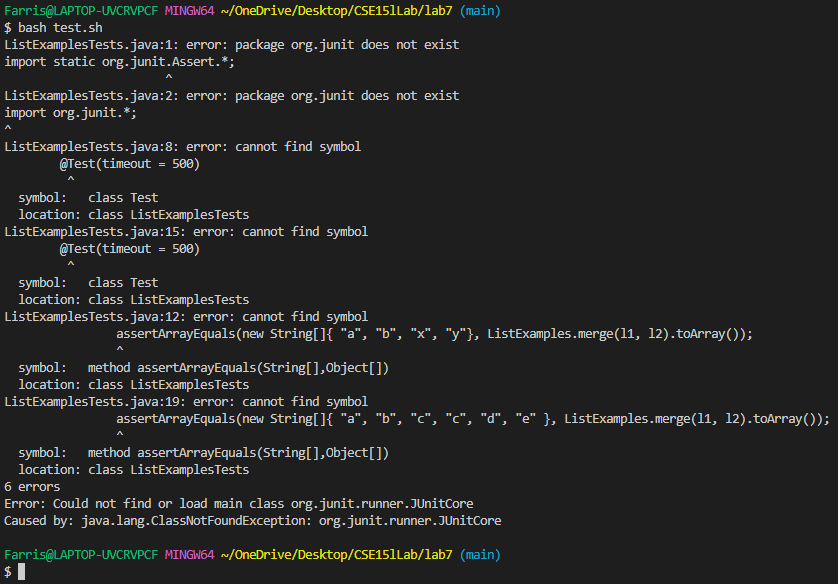 Farris@LAPTOP-UVCRVPCF MINGW64 ~/OneDrive/Desktop/CSE15lLab/lab7 (main)
$ bash test.sh
ListExamplesTests.java:1: error: package org.junit does not exist
import static org.junit.Assert.*;
                       ^
ListExamplesTests.java:2: error: package org.junit does not exist
import org.junit.*;
^
ListExamplesTests.java:8: error: cannot find symbol
        @Test(timeout = 500)
         ^
  symbol:   class Test
  location: class ListExamplesTests
ListExamplesTests.java:15: error: cannot find symbol
        @Test(timeout = 500)
         ^
  symbol:   class Test
  location: class ListExamplesTests
ListExamplesTests.java:12: error: cannot find symbol
                assertArrayEquals(new String[]{ "a", "b", "x", "y"}, ListExamples.merge(l1, l2).toArray());
                ^
  symbol:   method assertArrayEquals(String[],Object[])
  location: class ListExamplesTests
ListExamplesTests.java:19: error: cannot find symbol
                assertArrayEquals(new String[]{ "a", "b", "c", "c", "d", "e" }, ListExamples.merge(l1, l2).toArray());
                ^
  symbol:   method assertArrayEquals(String[],Object[])
  location: class ListExamplesTests
6 errors
Error: Could not find or load main class org.junit.runner.JUnitCore
Caused by: java.lang.ClassNotFoundException: org.junit.runner.JUnitCore
Farris@LAPTOP-UVCRVPCF MINGW64 ~/OneDrive/Desktop/CSE15lLab/lab7 (main)
$